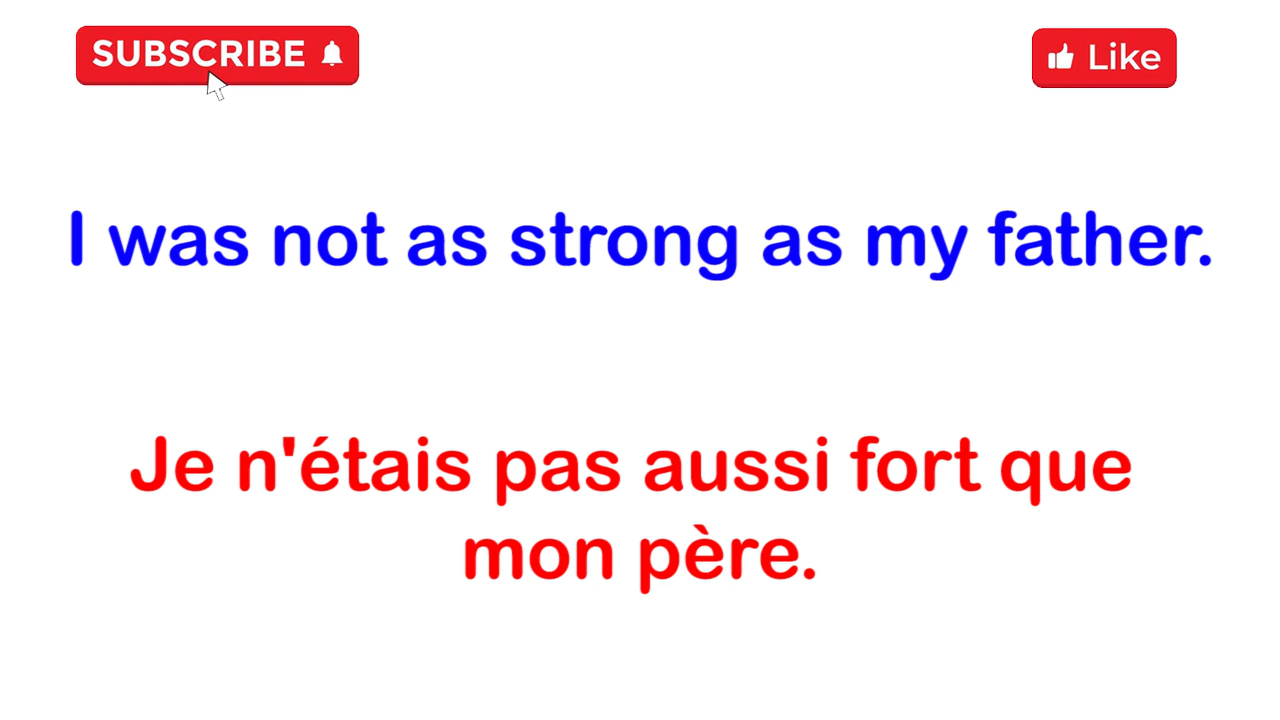 SUBSCRIBE
Like
I was not as strong as my father.
Je n'étais pas aussi fort que
mon père.